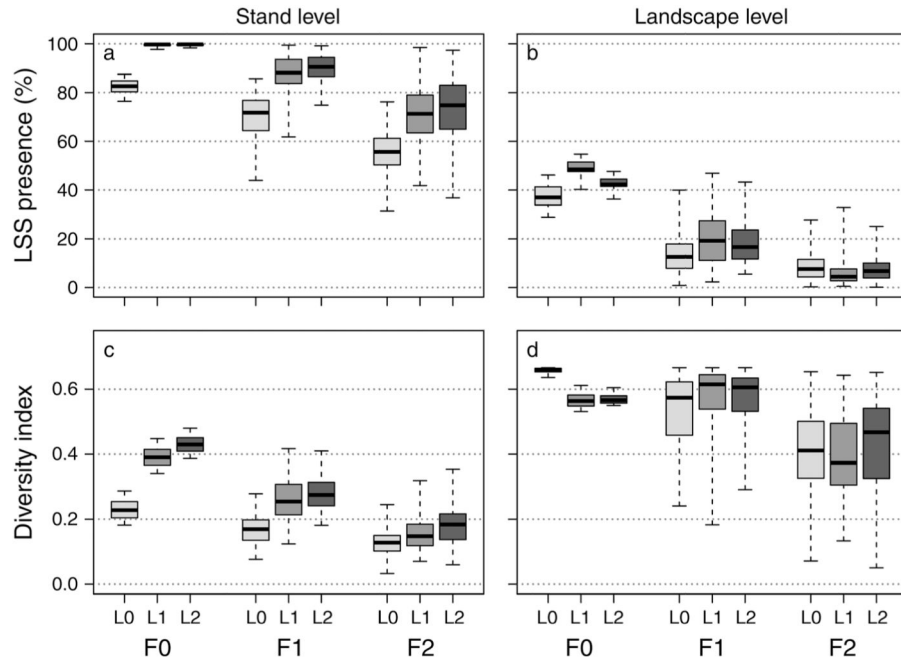 Stand level
Landscape level
LSS presence (%)
100
80
60
40
20
0
a
b
Diversity index
0.6
0.4
0.2
0.0
c
d
L0 L1 L2 L0 L1 L2 L0 L1 L2
F0 F1 F2
L0 L1 L2 L0 L1 L2 L0 L1 L2
F0 F1 F2